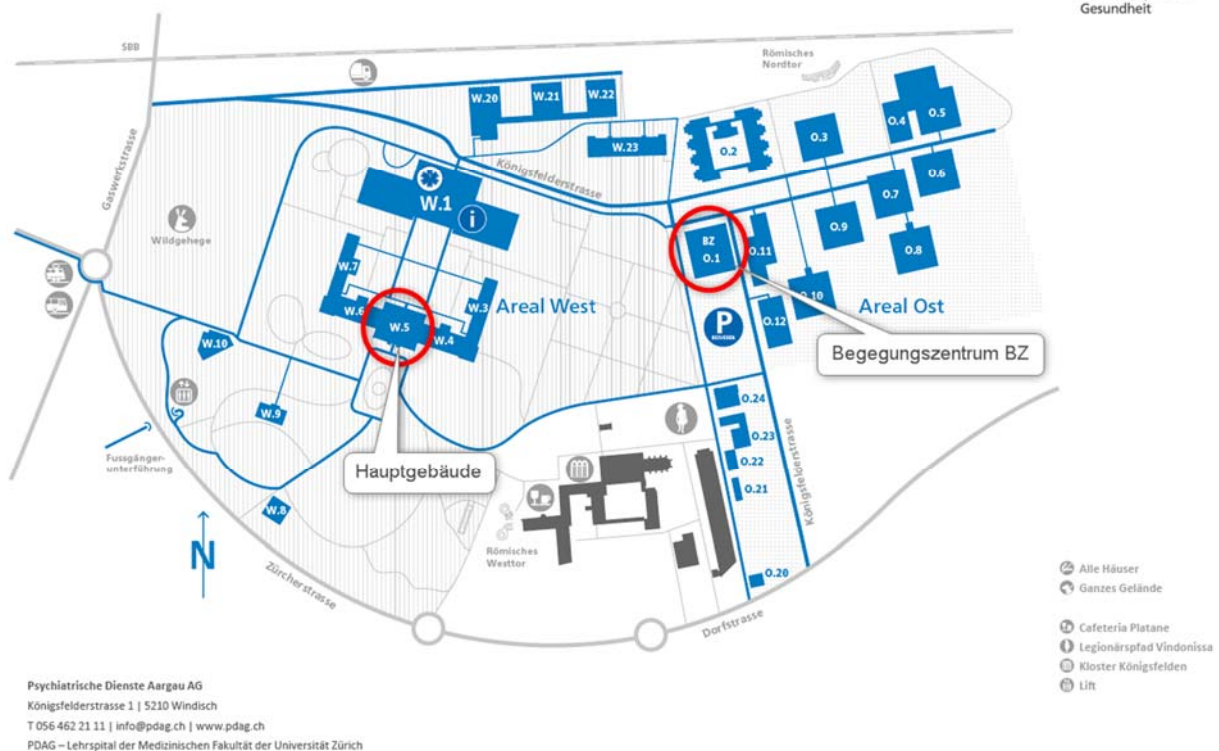 Gesundheit
SBB
Römisches
Nordtor
Gaswerkstrasse
W.20
W.21
W.22
W.23
O.2
O.3
O.4
O.5
O.6
Königsfelderstrasse
W.1
i
Wildgehege
O.7
O.9
O.8
BZ
O.1
O.11
O.10
O.12
W.7
W.6
W.5
W.4
W.3
Areal West
Areal Ost
P
Begegungszentrum BZ
W.10
W.9
O.24
O.23
O.22
O.21
Königsfelderstrasse
Fussgänger-
unterführung
Hauptgebäude
W.8
N
Römisches
Westtor
Zürcherstrasse
O.20
Dorfstrasse
Alle Häuser
Ganzes Gelände
Cafeteria Platane
Legionärspfad Vindonissa
Kloster Königsfelden
Lift
Psychiatrische Dienste Aargau AG
Königsfelderstrasse 1 | 5210 Windisch
T 056 462 21 11 | info@pdag.ch | www.pdag.ch
PDAG – Lehrspital der Medizinischen Fakultät der Universität Zürich